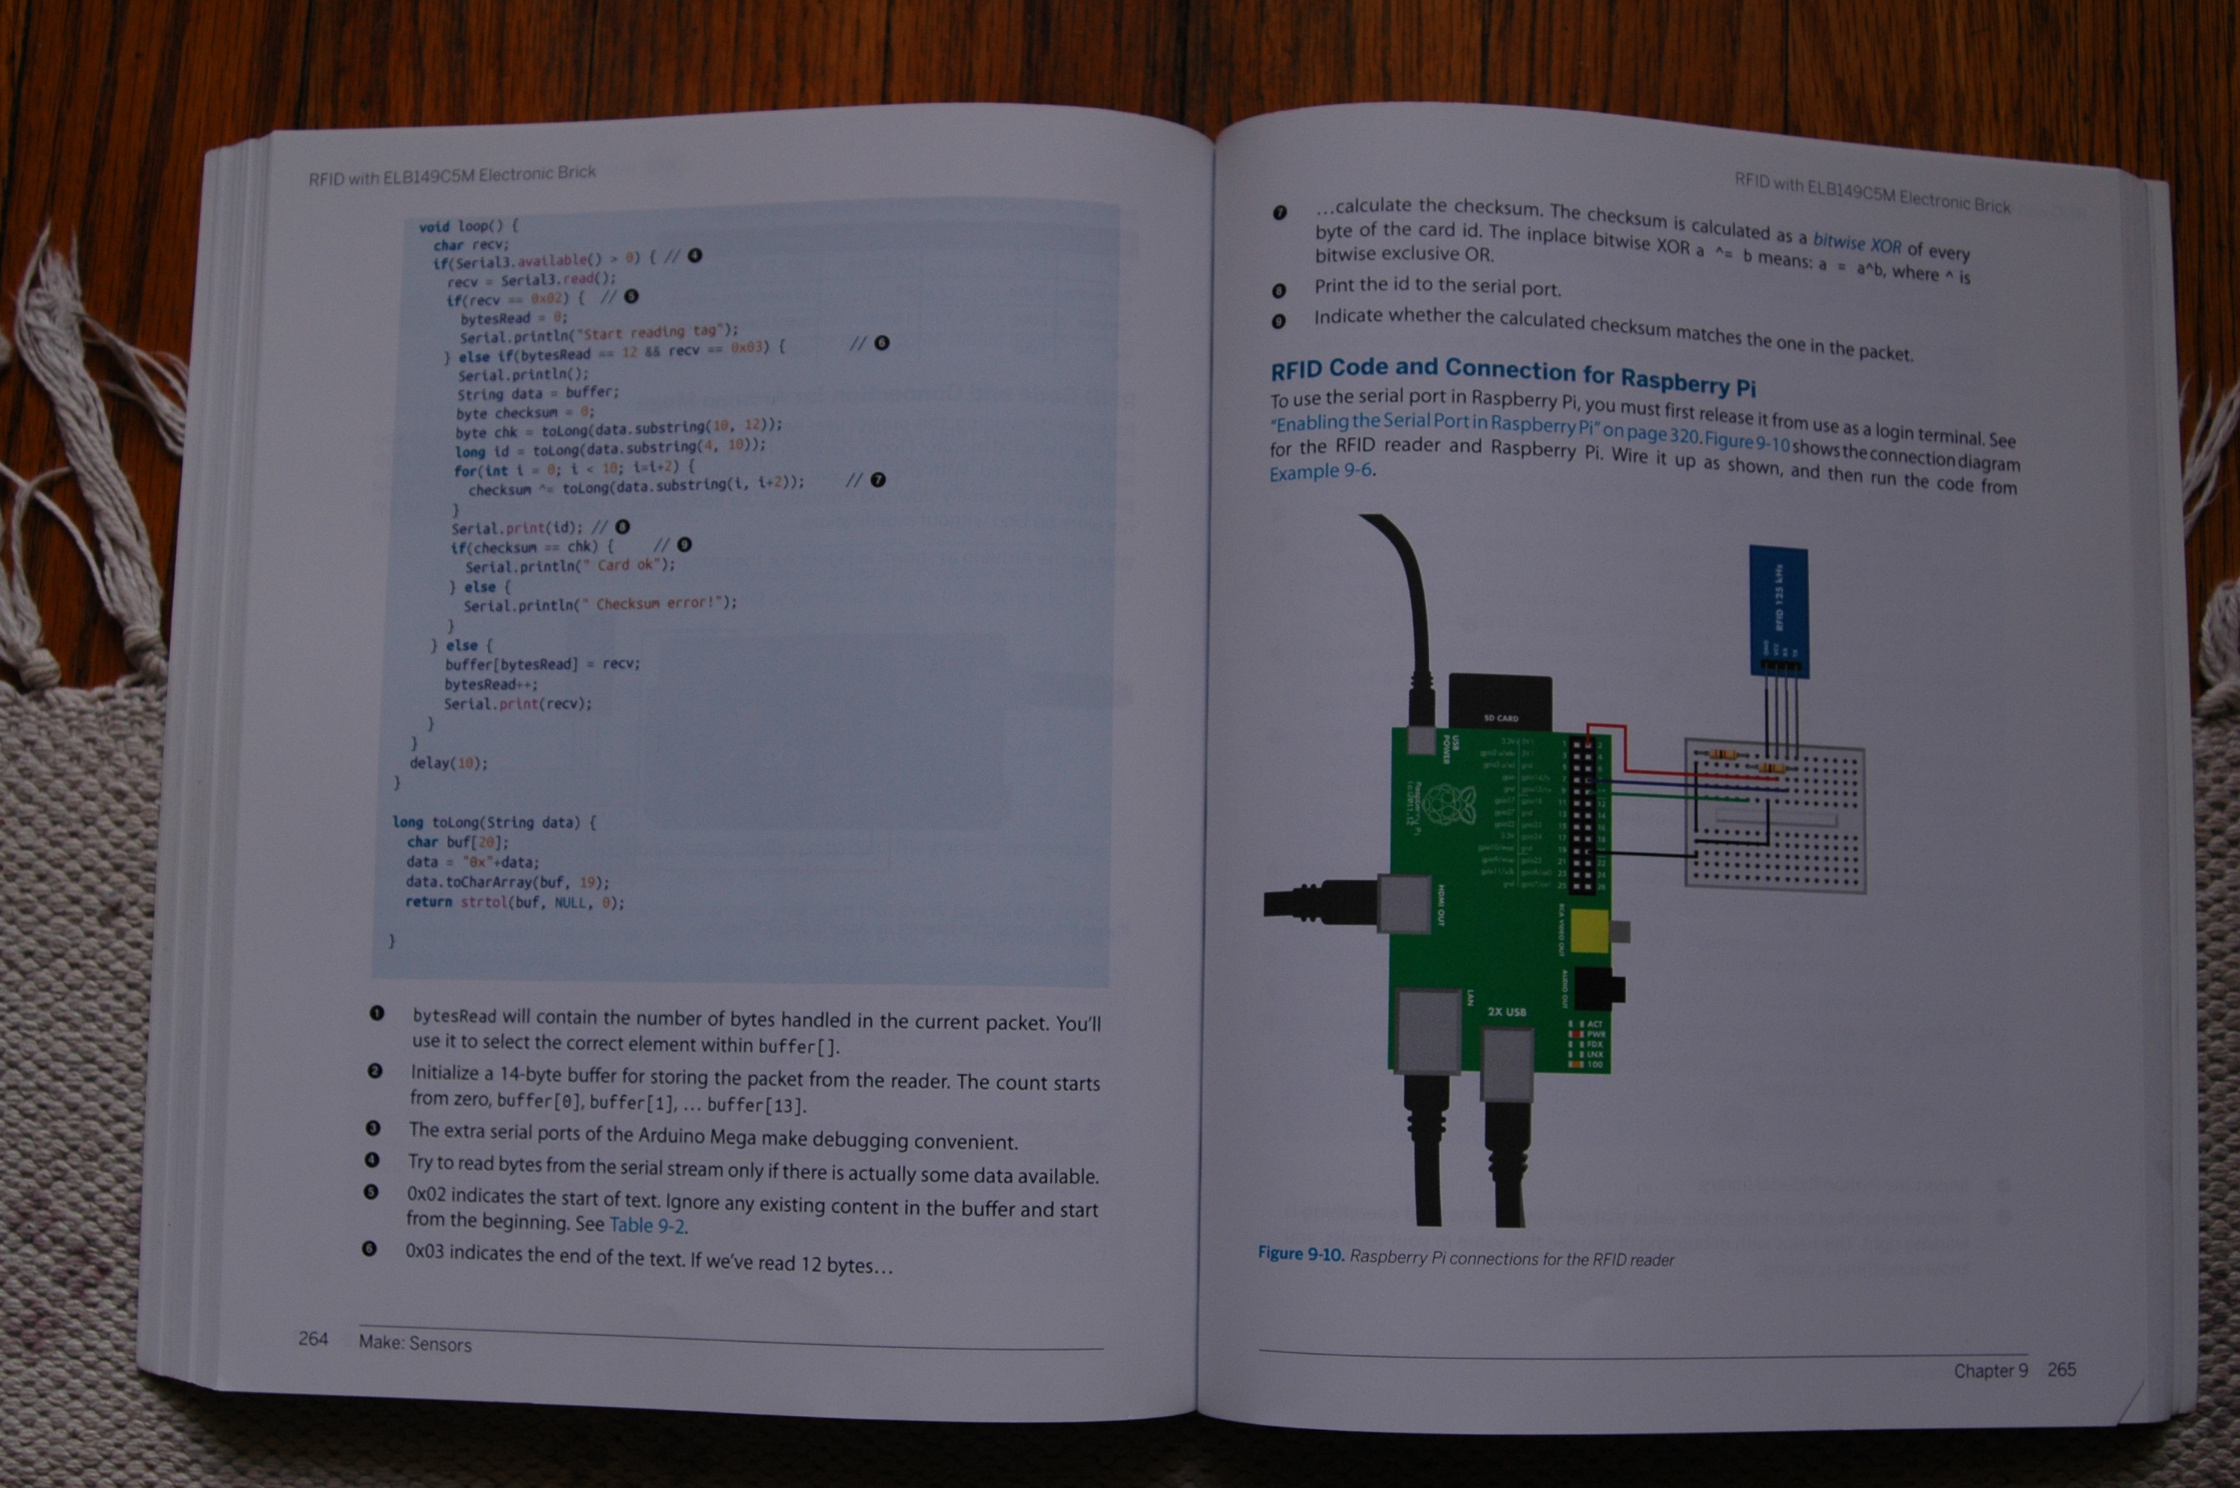 RFID with ELB149C5M Electronic Brick
void loop() {
char recv;
if(Serial3.available() > 0) { // ❹
recv = Serial3.read();
if(recv == 0x02) { // ❺
bytesRead = 0;
Serial.println("Start reading tag");
} else if(bytesRead == 12 && recv == 0x03) { // ❻
Serial.println();
String data = buffer;
byte checksum = 0;
byte chk = toLong(data.substring(10, 12));
long id = toLong(data.substring(4, 10));
for(int i = 0; i < 10; i=i+2) {
checksum ^= toLong(data.substring(i, i+2)); // ❼
}
Serial.print(id); // ❽
if(checksum == chk) { // ❾
Serial.println(" Card ok");
} else {
Serial.println(" Checksum error!");
}
} else {
buffer[bytesRead] = recv;
bytesRead++;
Serial.print(recv);
}
}
delay(10);
}
long toLong(String data) {
char buf[20];
data = "0x"+data;
data.toCharArray(buf, 19);
return strtol(buf, NULL, 0);
}
❶ bytesRead will contain the number of bytes handled in the current packet. You'll
use it to select the correct element within buffer[].
❷ Initialize a 14-byte buffer for storing the packet from the reader. The count starts
from zero, buffer[0], buffer[1], … buffer[13].
❸ The extra serial ports of the Arduino Mega make debugging convenient.
❹ Try to read bytes from the serial stream only if there is actually some data available.
❺ 0x02 indicates the start of text. Ignore any existing content in the buffer and start
from the beginning. See Table 9-2.
❻ 0x03 indicates the end of the text. If we've read 12 bytes…
264 Make: Sensors
RFID with ELB149C5M Electronic Brick
❼ …calculate the checksum. The checksum is calculated as a bitwise XOR of every
byte of the card id. The inplace bitwise XOR a ^= b means: a = a^b, where ^ is
bitwise exclusive OR.
❽ Print the id to the serial port.
❾ Indicate whether the calculated checksum matches the one in the packet.
RFID Code and Connection for Raspberry Pi
To use the serial port in Raspberry Pi, you must first release it from use as a login terminal. See
"Enabling the Serial Port in Raspberry Pi" on page 320. Figure 9-10 shows the connection diagram
for the RFID reader and Raspberry Pi. Wire it up as shown, and then run the code from
Example 9-6.
RFID 125 kHz
GND
VCC
RX
TX
SD CARD
USB
POWER
Raspberry Pi
(c)2011.12
HDMI OUT
RCA VIDEO OUT
AUDIO OUT
LAN
2X USB
ACT
PWR
FDX
LNK
100
Figure 9-10. Raspberry Pi connections for the RFID reader
Chapter 9 265